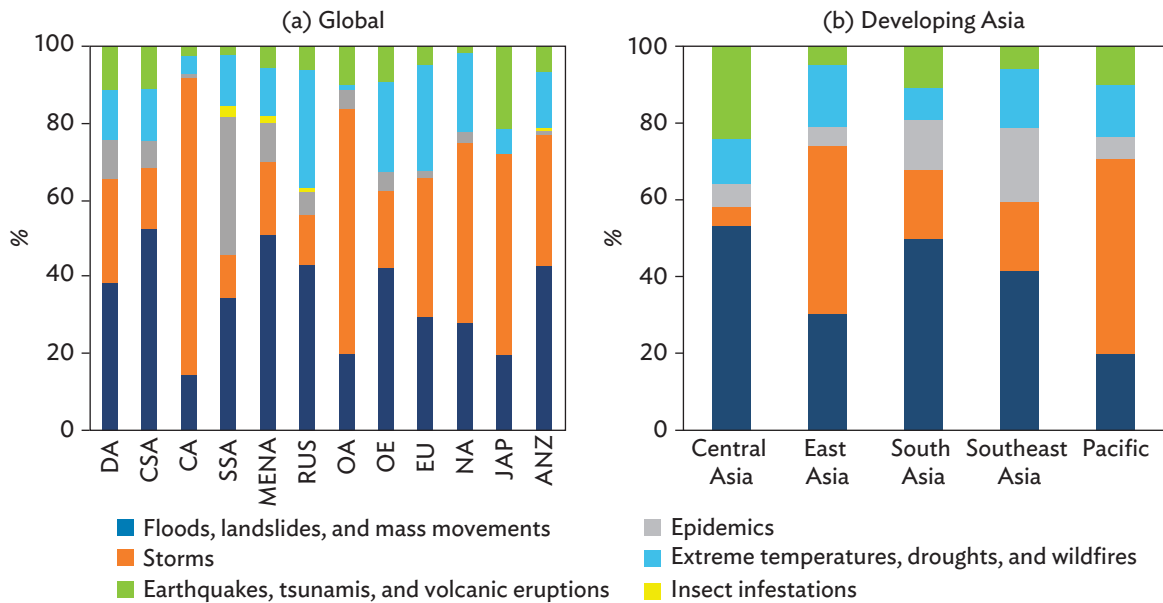 (a) Global
(b) Developing Asia
100
80
60
40
20
0
%
DA
CSA
CA
SSA
MENA
RUS
OA
OE
EU
NA
JAP
ANZ
100
80
60
40
20
0
%
Central
Asia
East
Asia
South
Asia
Southeast
Asia
Pacific
Floods, landslides, and mass movements
Storms
Earthquakes, tsunamis, and volcanic eruptions
Epidemics
Extreme temperatures, droughts, and wildfires
Insect infestations